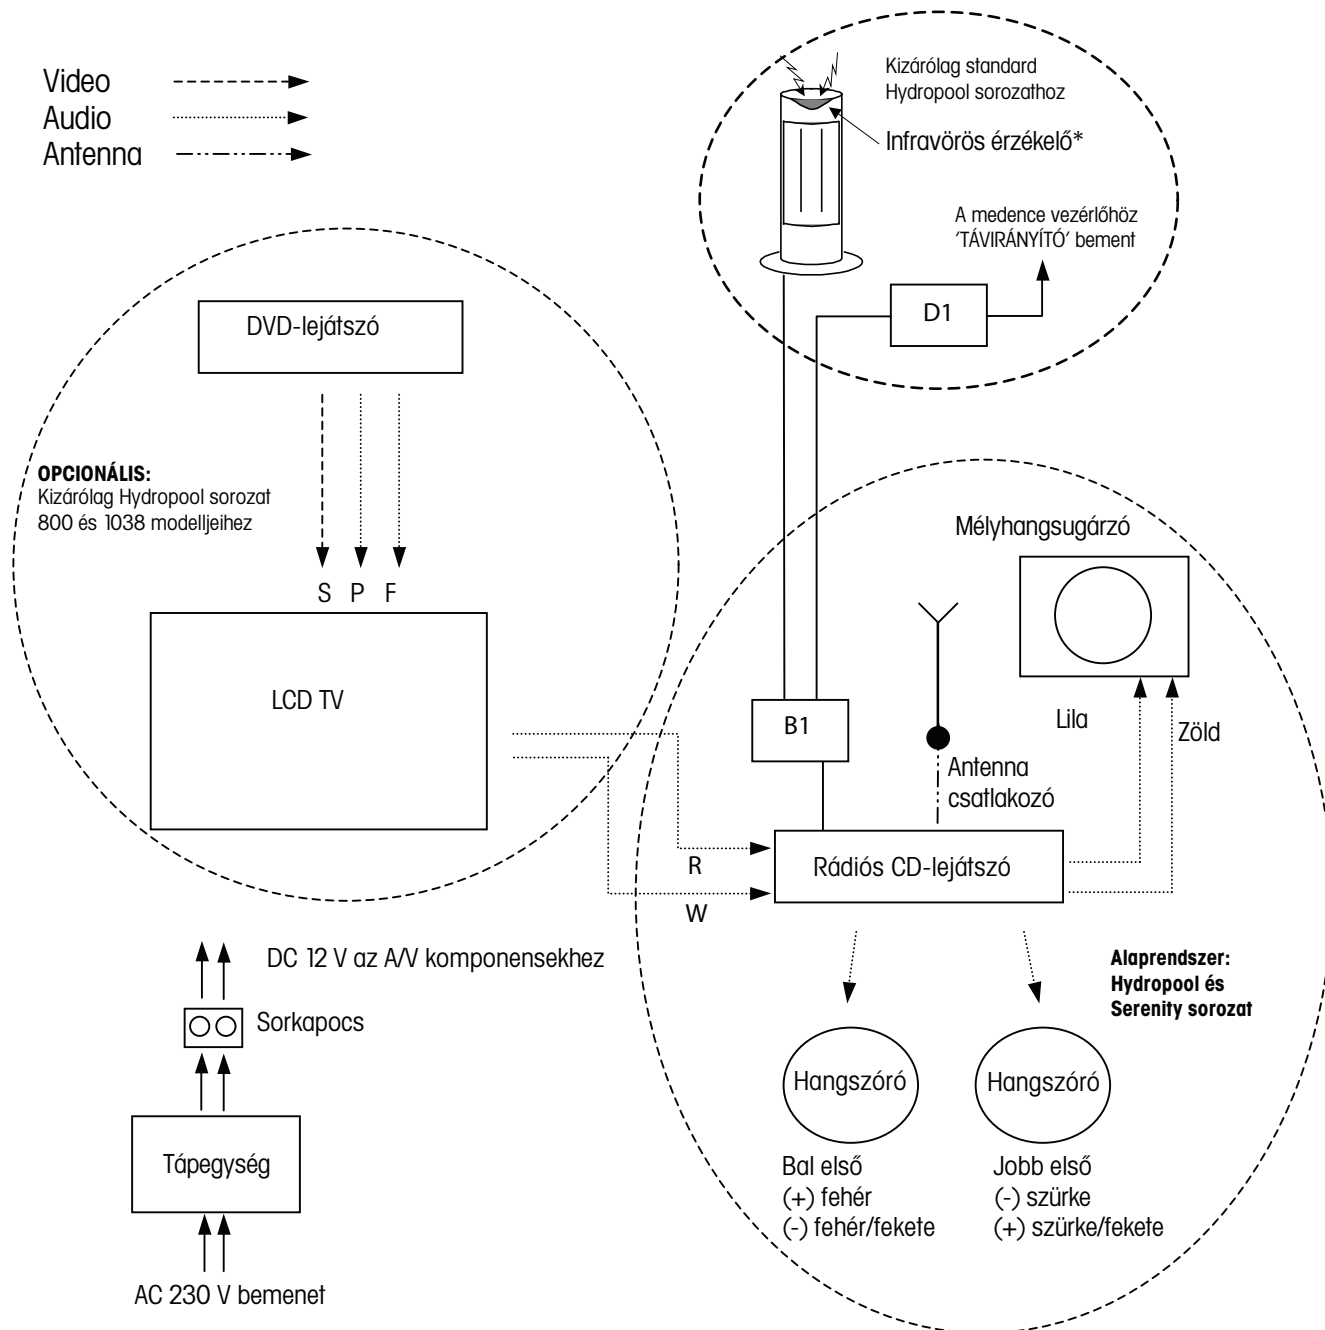 Video
Audio
Antenna
Kizárólag standard
Hydropool sorozathoz
Infravörös érzékelő*
A medence vezérlőhöz
'TÁVIRÁNYÍTÓ' bement
D1
DVD-lejátszó
OPCIONÁLIS:
Kizárólag Hydropool sorozat
800 és 1038 modelljeihez
S P F
LCD TV
Mélyhangsugárzó
B1
Lila
Zöld
Antenna
csatlakozó
R
W
Rádiós CD-lejátszó
DC 12 V az A/V komponensekhez
Sorkapocs
Tápegység
AC 230 V bemenet
Alaprendszer:
Hydropool és
Serenity sorozat
Hangszóró
Hangszóró
Bal első
(+) fehér
(-) fehér/fekete
Jobb első
(-) szürke
(+) szürke/fekete